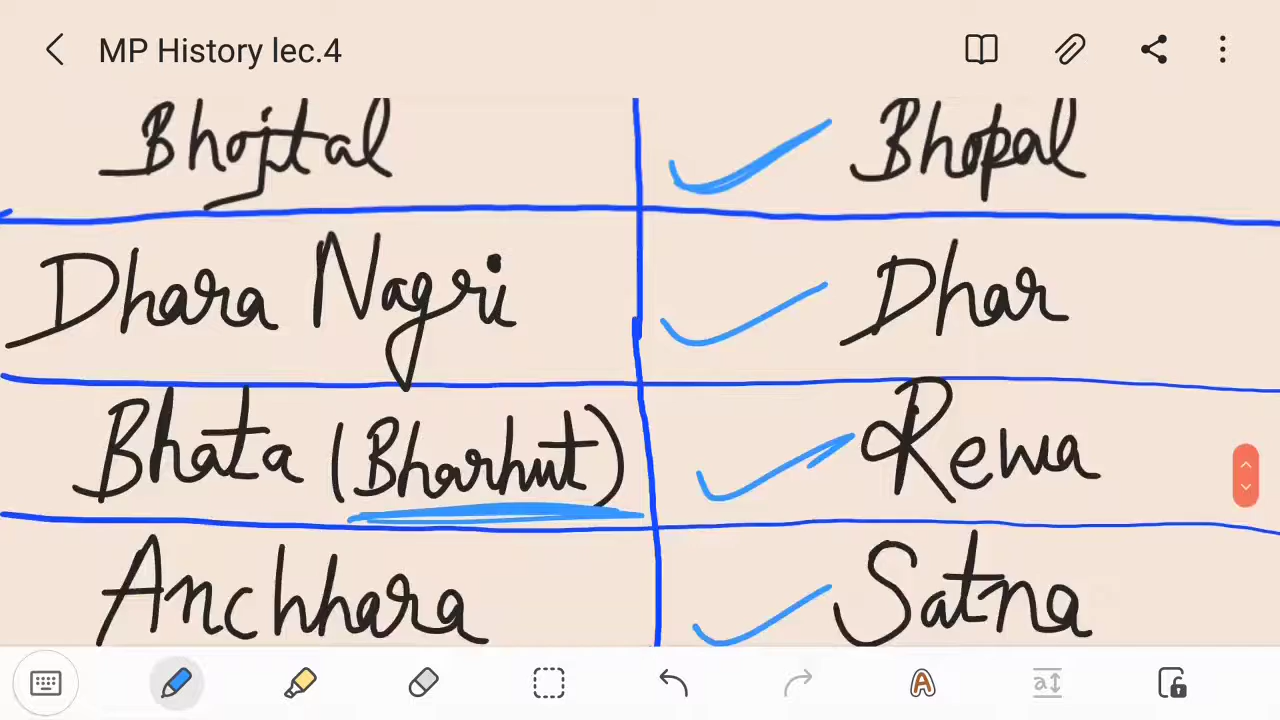 MP History lec.4
Bhojtal Bhopal
Dhara Nagri Dhar
Bhata (Bharhut) Rewa
Anchhara Satna